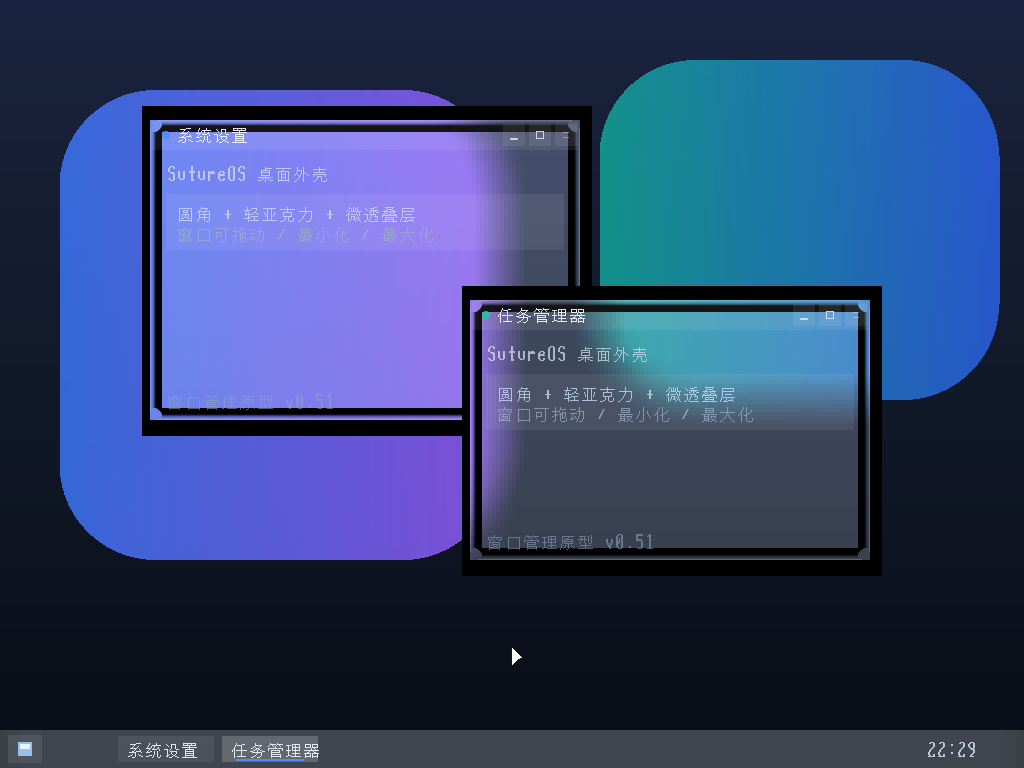 系统设置
SutureOS 桌面外壳
圆角 + 轻亚克力 + 微透叠层
窗口可拖动 / 最小化 / 最大化
窗口管理原型 v0.51
任务管理器
SutureOS 桌面外壳
圆角 + 轻亚克力 + 微透叠层
窗口可拖动 / 最小化 / 最大化
窗口管理原型 v0.51
系统设置
任务管理器
22:29